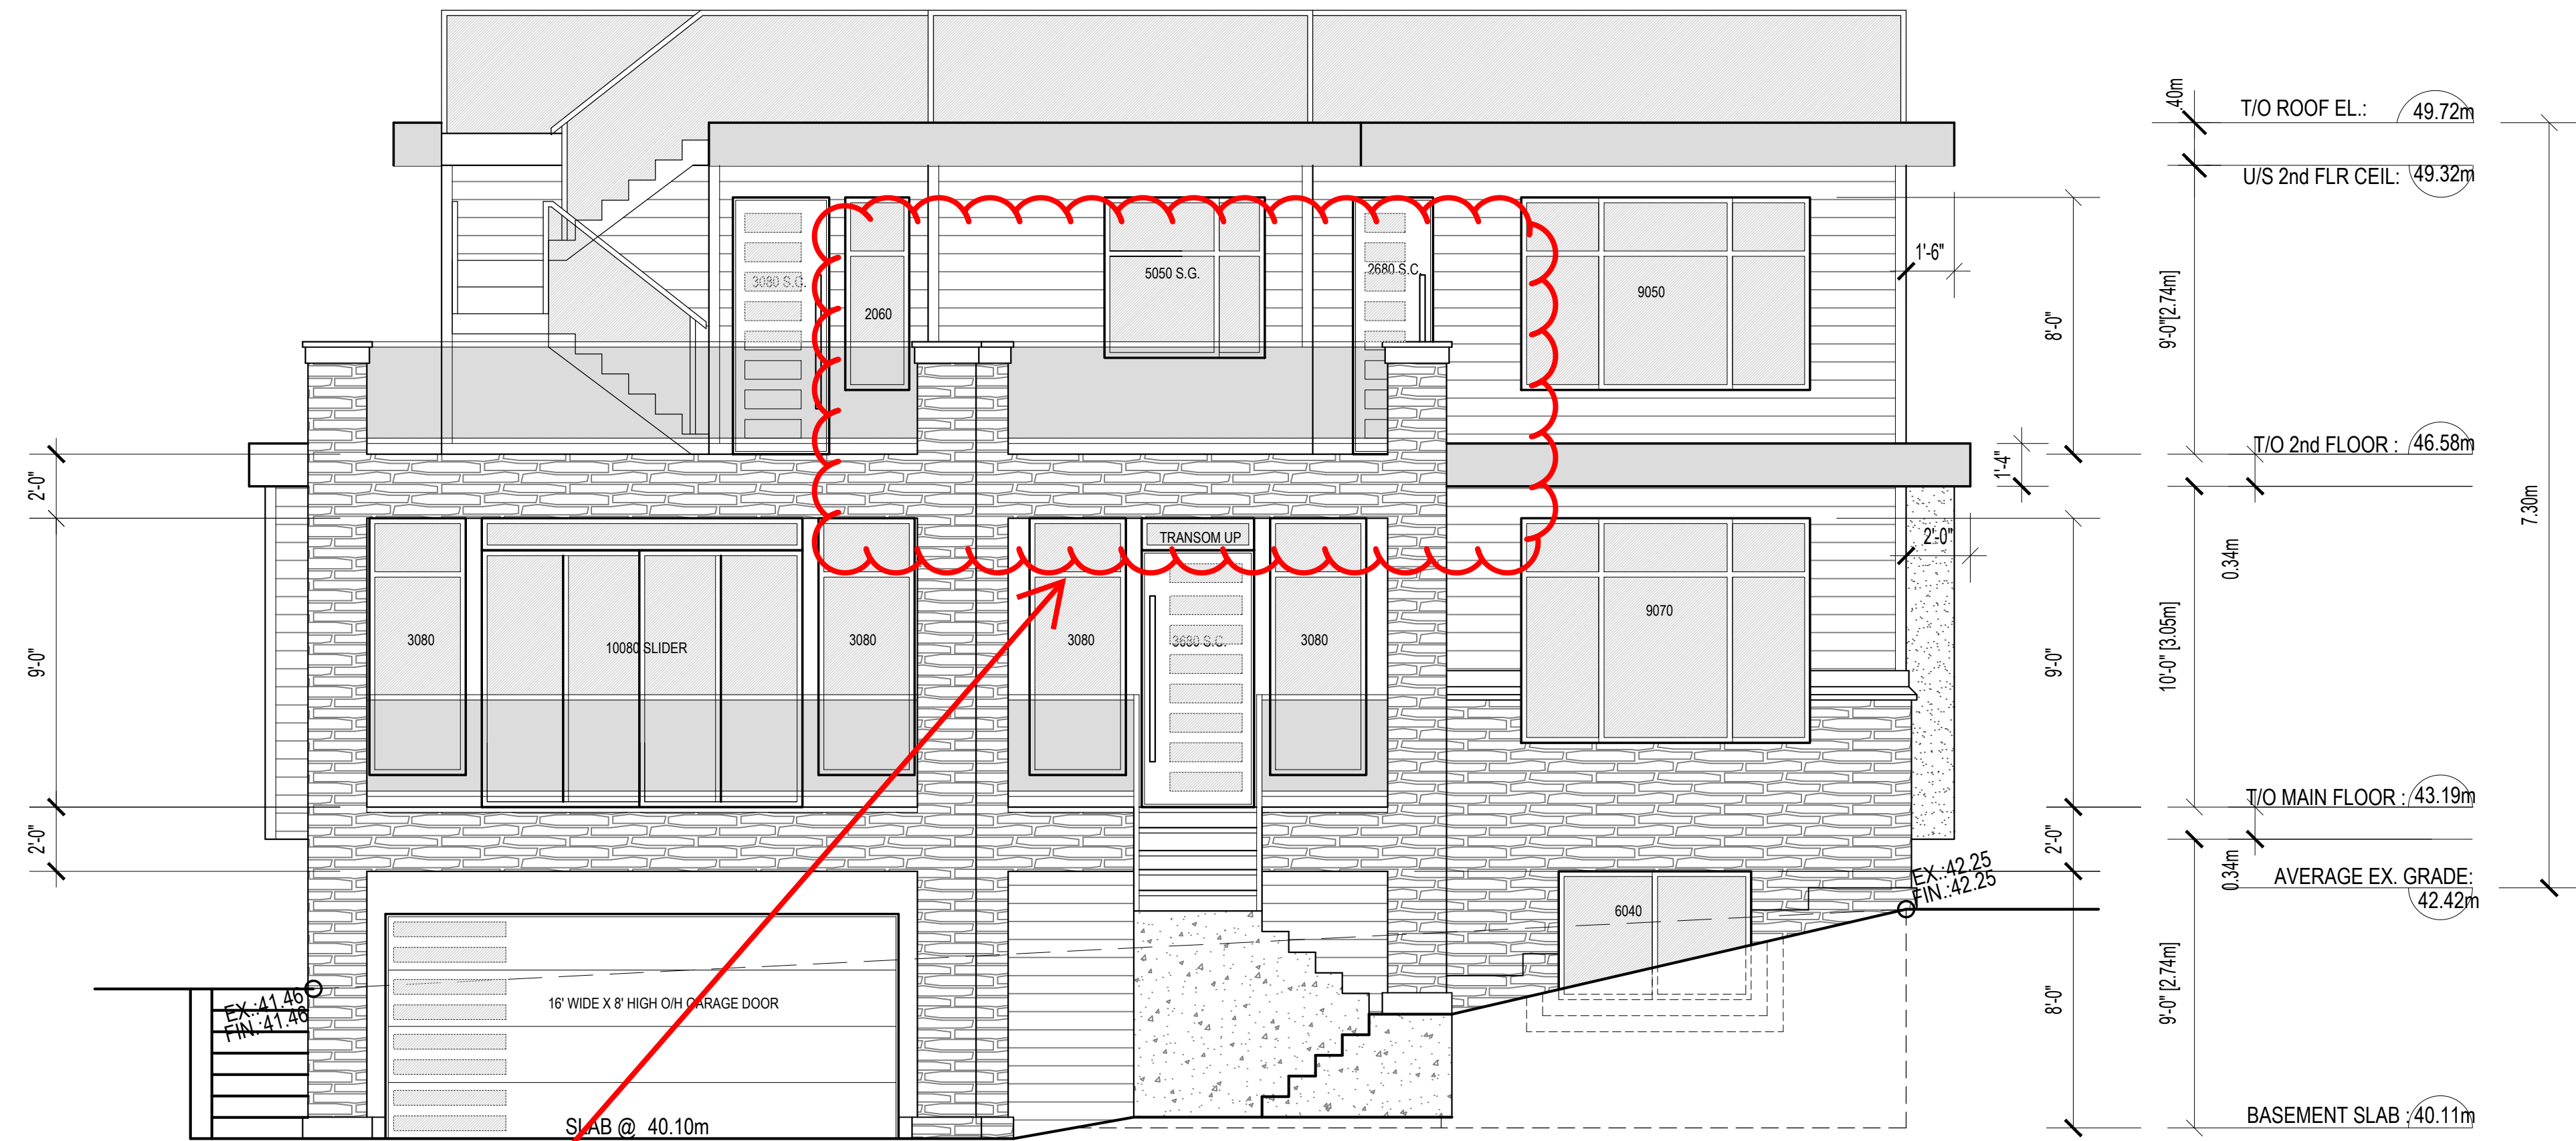 .40m
T/O ROOF EL.: 49.72m
U/S 2nd FLR CEIL: 49.32m
1'-6"
3080 S.G.
2060
5050 S.G.
2680 S.C.
9050
8'-0"
9'-0"[2.74m]
T/O 2nd FLOOR : 46.58m
1'-4"
2'-0"
7.30m
TRANSOM UP
2'-0"
0.34m
3080
10080 SLIDER
3080
3080
3680 S.C.
3080
9070
9'-0"
9'-0"
10'-0" [3.05m]
T/O MAIN FLOOR : 43.19m
2'-0"
2'-0"
0.34m
EX.:42.25
FIN.:42.25
AVERAGE EX. GRADE:
42.42m
6040
EX.:41.46
FIN.:41.46
16' WIDE X 8' HIGH O/H GARAGE DOOR
8'-0"
9'-0" [2.74m]
SLAB @ 40.10m
BASEMENT SLAB : 40.11m